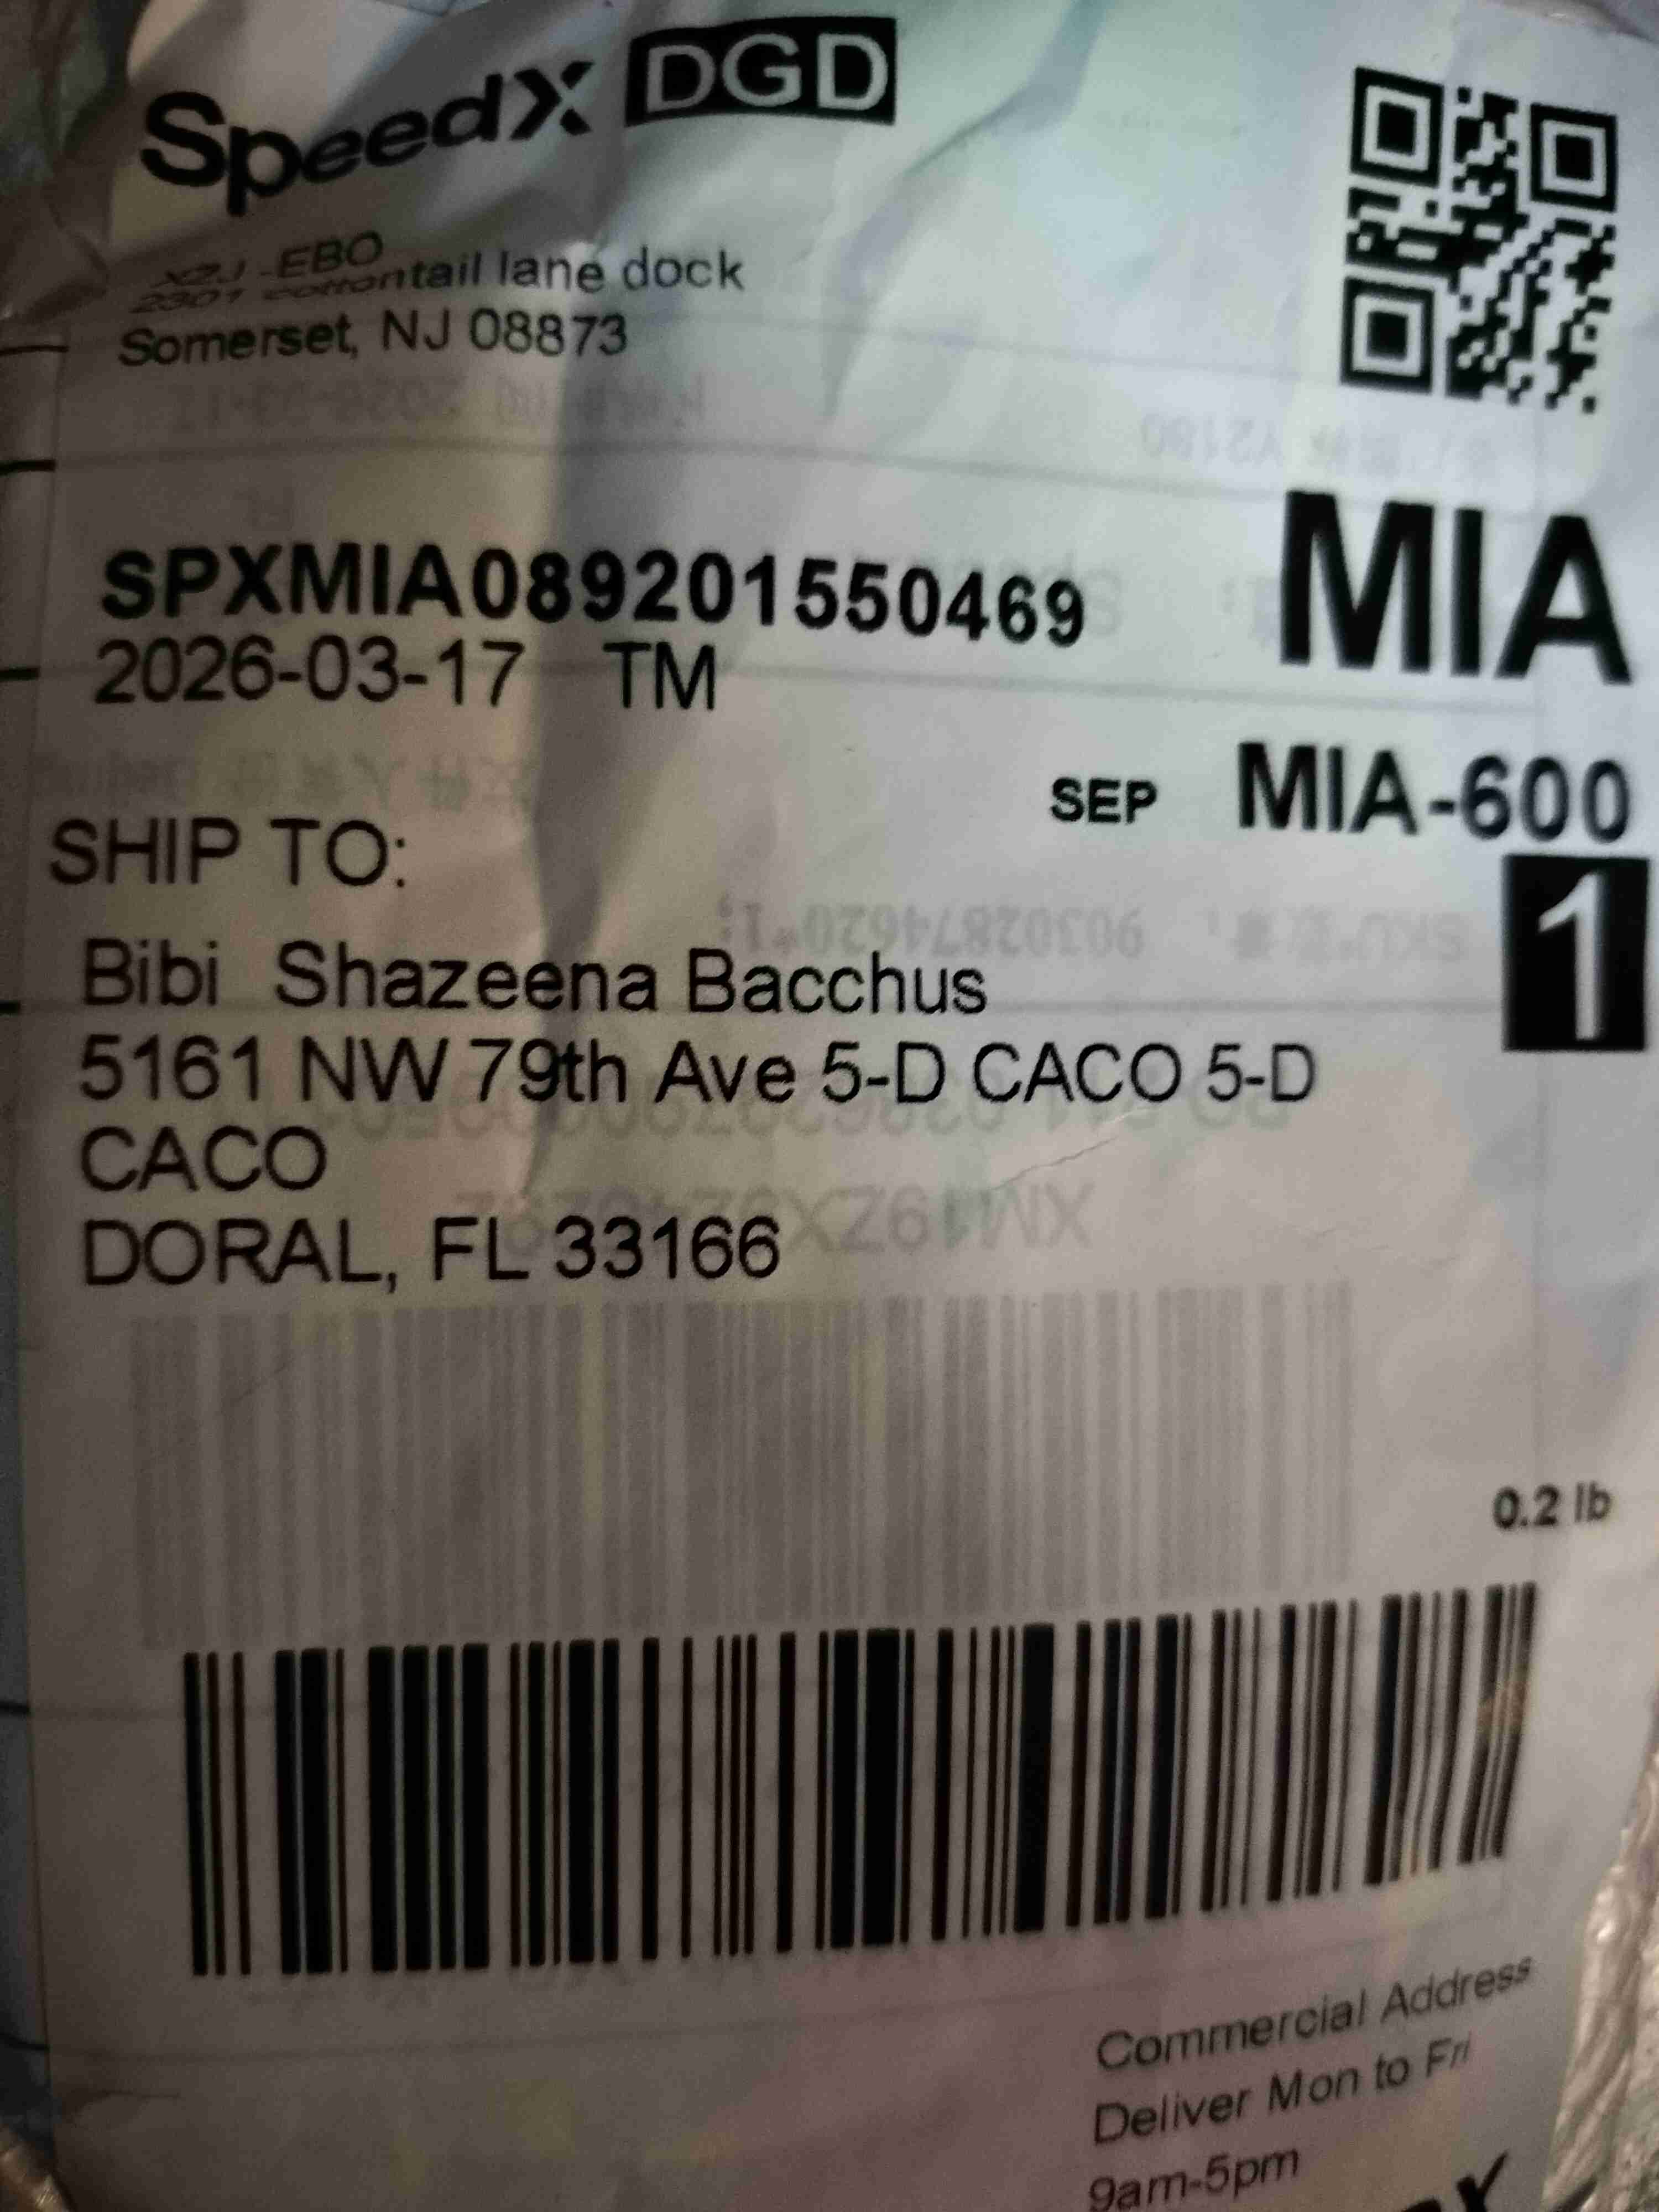 SpeedX DGD
XZJ-EBO
2301 cottontail lane dock
Somerset, NJ 08873
MIA
SPXMIA089201550469
2026-03-17 TM
SEP MIA-600
1
SHIP TO:
Bibi Shazeena Bacchus
5161 NW 79th Ave 5-D CACO 5-D
CACO
DORAL, FL 33166
0.2 lb
Commercial Address
Deliver Mon to Fri
9am-5pm